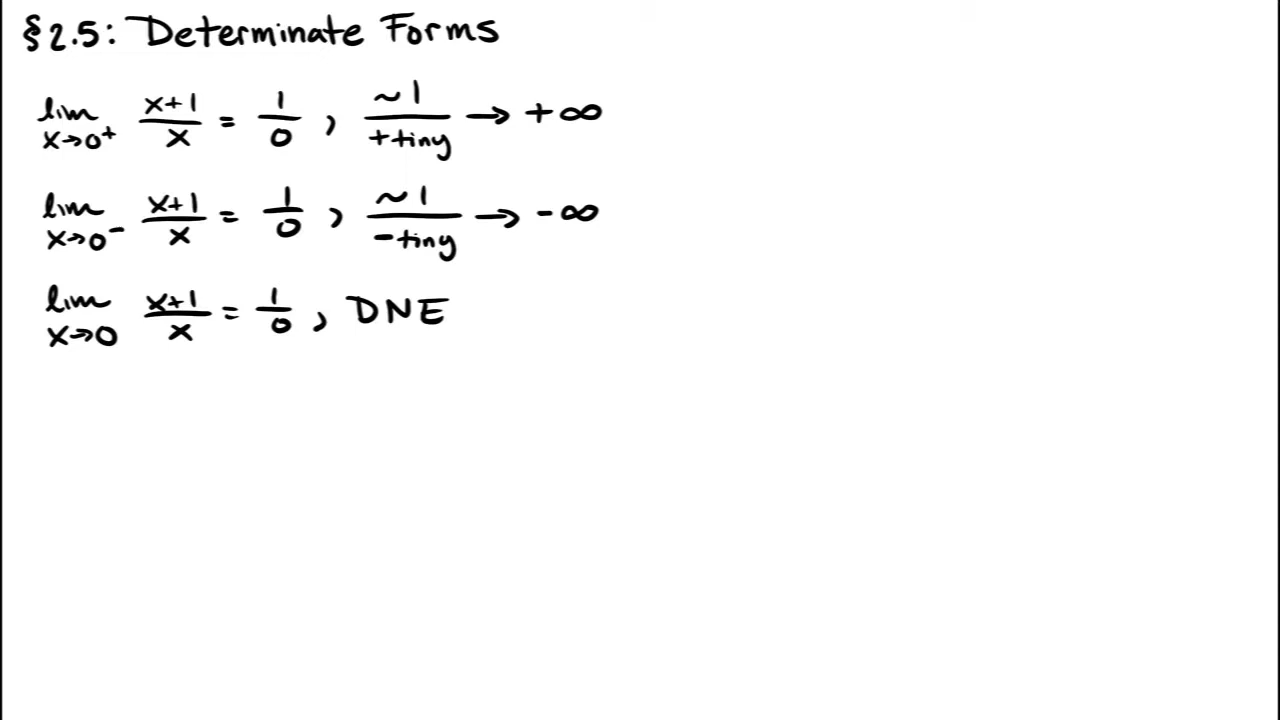 §2.5: Determinate Forms
lim x→0⁺ (x+1)/x = 1/0 , ~1/+tiny → +∞
lim x→0⁻ (x+1)/x = 1/0 , ~1/-tiny → -∞
lim x→0 (x+1)/x = 1/0 , DNE